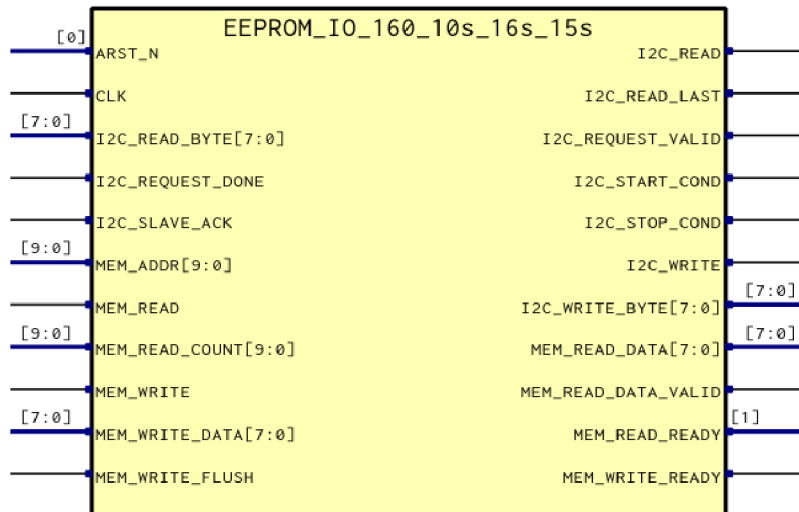 EEPROM_IO_160_10s_16s_15s
[0] ARST_N I2C_READ
CLK I2C_READ_LAST
[7:0] I2C_READ_BYTE[7:0] I2C_REQUEST_VALID
I2C_REQUEST_DONE I2C_START_COND
I2C_SLAVE_ACK I2C_STOP_COND
[9:0] MEM_ADDR[9:0] I2C_WRITE
MEM_READ I2C_WRITE_BYTE[7:0] [7:0]
[9:0] MEM_READ_COUNT[9:0] MEM_READ_DATA[7:0] [7:0]
MEM_WRITE MEM_READ_DATA_VALID
[7:0] MEM_WRITE_DATA[7:0] MEM_READ_READY [1]
MEM_WRITE_FLUSH MEM_WRITE_READY